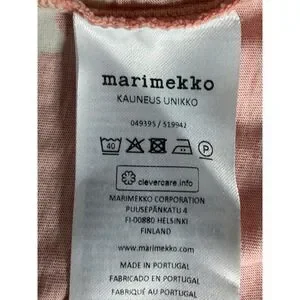 marimekko
KAUNEUS UNIKKO
049395 / 519942
40 P
clevercare.info
MARIMEKKO CORPORATION
PUUSEPÄNKATU 4
FI-00880 HELSINKI
FINLAND
www.marimekko.com
MADE IN PORTUGAL
FABRICADO EN PORTUGAL
FABRIQUÉ AU PORTUGAL